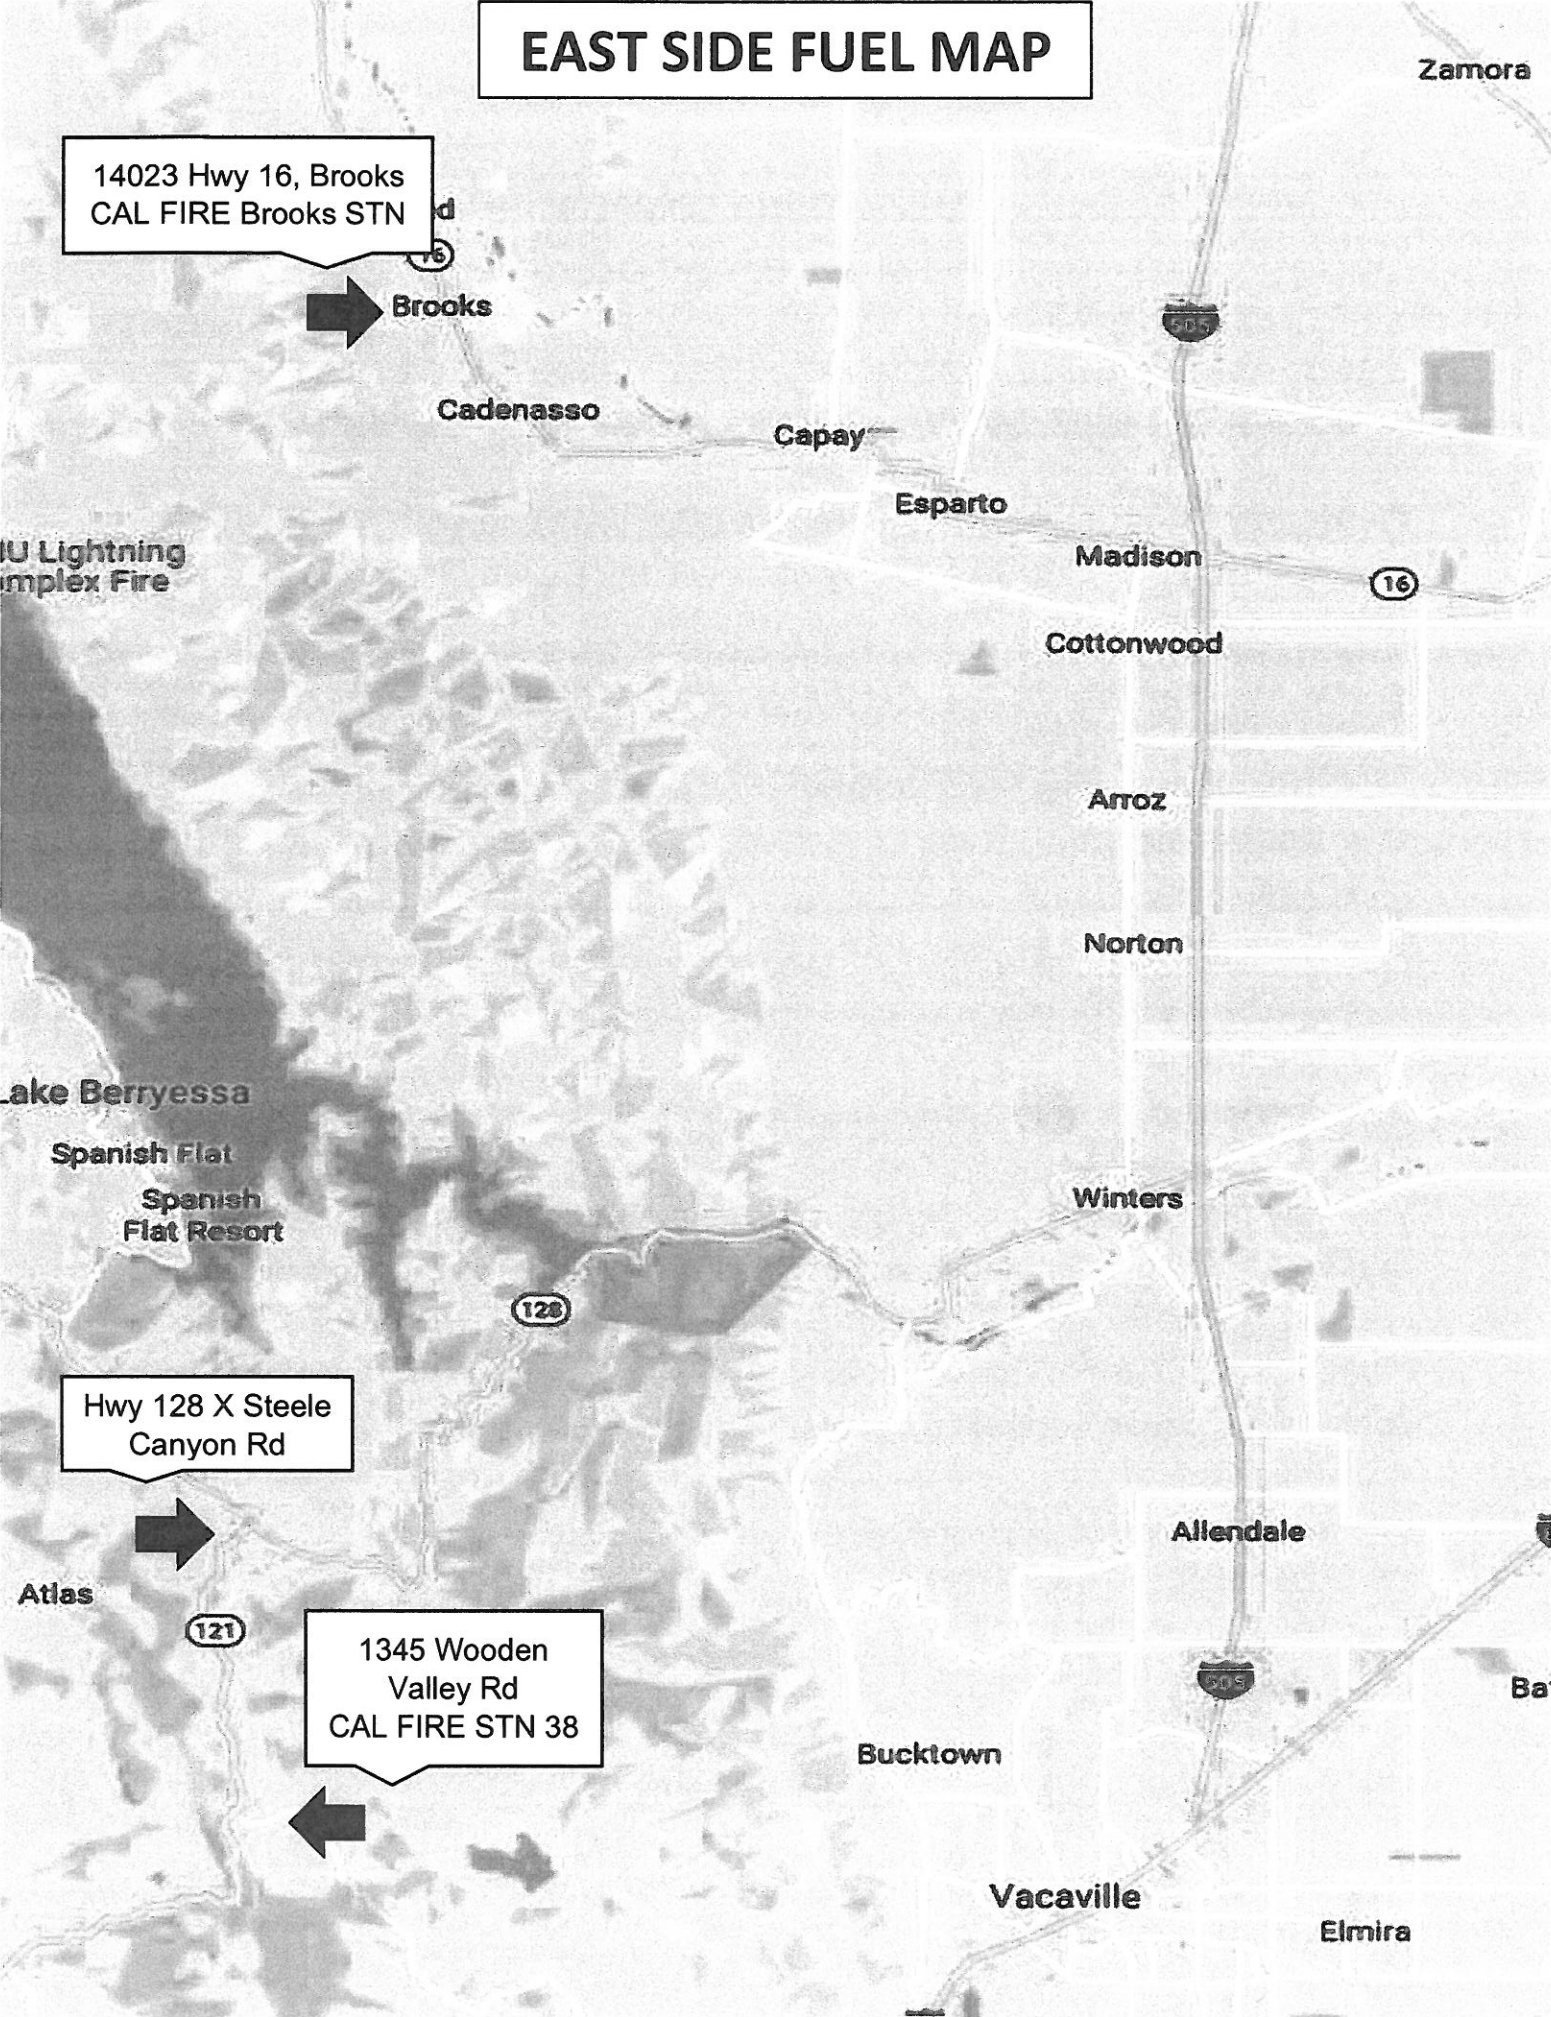 EAST SIDE FUEL MAP
Zamora
14023 Hwy 16, Brooks
CAL FIRE Brooks STN
16
Brooks
505
Cadenasso
Capay
Esparto
Madison
16
Lightning
Fire
Cottonwood
Arroz
Norton
Lake Berryessa
Spanish Flat
Spanish
Flat Resort
Winters
128
Hwy 128 X Steele
Canyon Rd
Allendale
Atlas
121
1345 Wooden
Valley Rd
CAL FIRE STN 38
505
Bucktown
Vacaville
Elmira